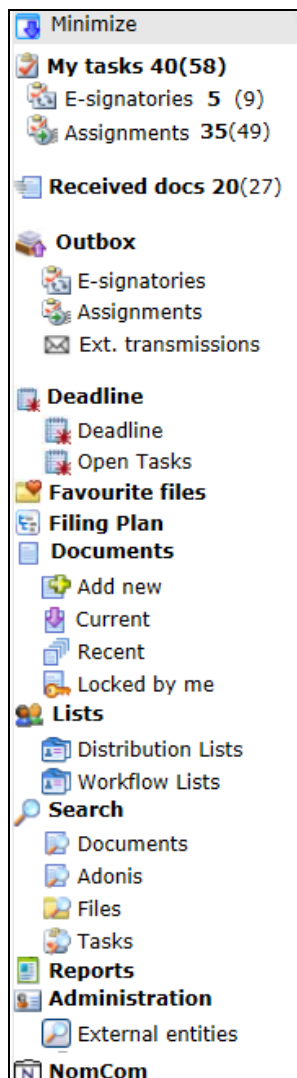 Minimize
My tasks 40(58)
E-signatories 5 (9)
Assignments 35(49)
Received docs 20(27)
Outbox
E-signatories
Assignments
Ext. transmissions
Deadline
Deadline
Open Tasks
Favourite files
Filing Plan
Documents
Add new
Current
Recent
Locked by me
Lists
Distribution Lists
Workflow Lists
Search
Documents
Adonis
Files
Tasks
Reports
Administration
External entities
N NomCom